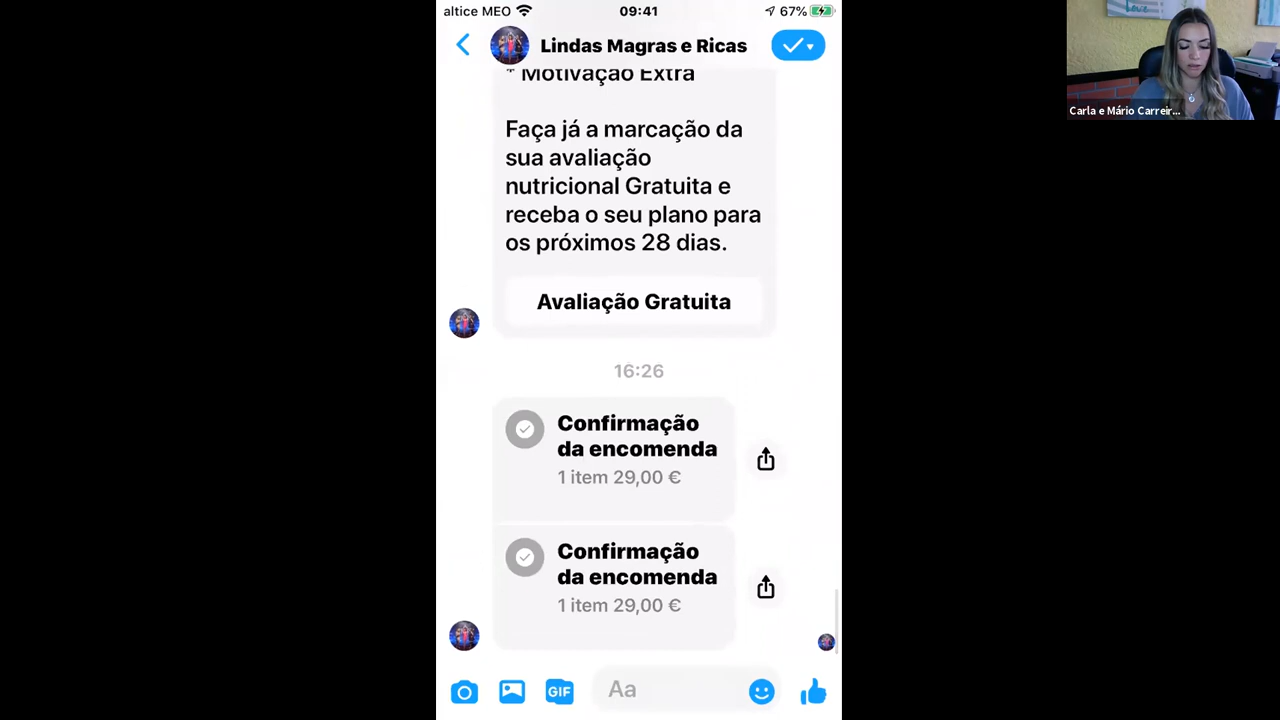 altice MEO
09:41
67%
Lindas Magras e Ricas
* Motivação Extra
Faça já a marcação da
sua avaliação
nutricional Gratuita e
receba o seu plano para
os próximos 28 dias.
Avaliação Gratuita
16:26
Confirmação
da encomenda
1 item 29,00 €
Confirmação
da encomenda
1 item 29,00 €
GIF
Aa
Carla e Mário Carreir...